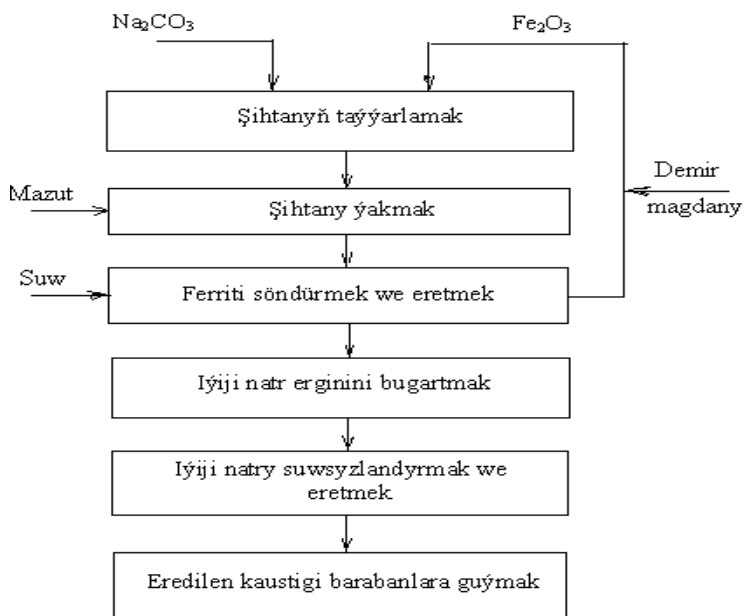 Na₂CO₃
Fe₂O₃
Şihtanyň taýýarlamak
Demir
magdany
Mazut
Şihtany ýakmak
Suw
Ferriti söndürmek we eretmek
Iýiji natr erginini bugartmak
Iýiji natry suwsyzlandyrmak we
eretmek.
Eredilen kaustigi barabanlara guýmak